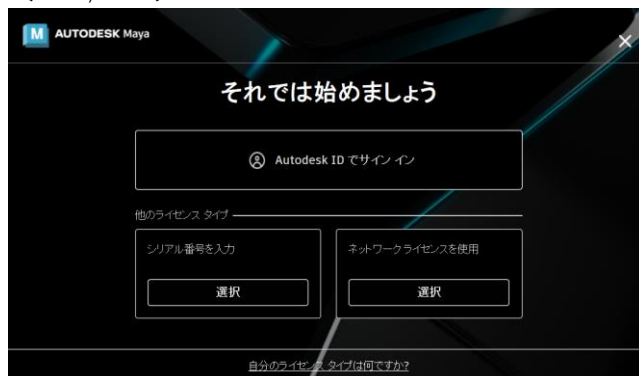 M AUTODESK Maya
それでは始めましょう
Autodesk ID でサイン イン
他のライセンス タイプ
シリアル番号を入力
ネットワークライセンスを使用
選択
選択
自分のライセンス タイプは何ですか?